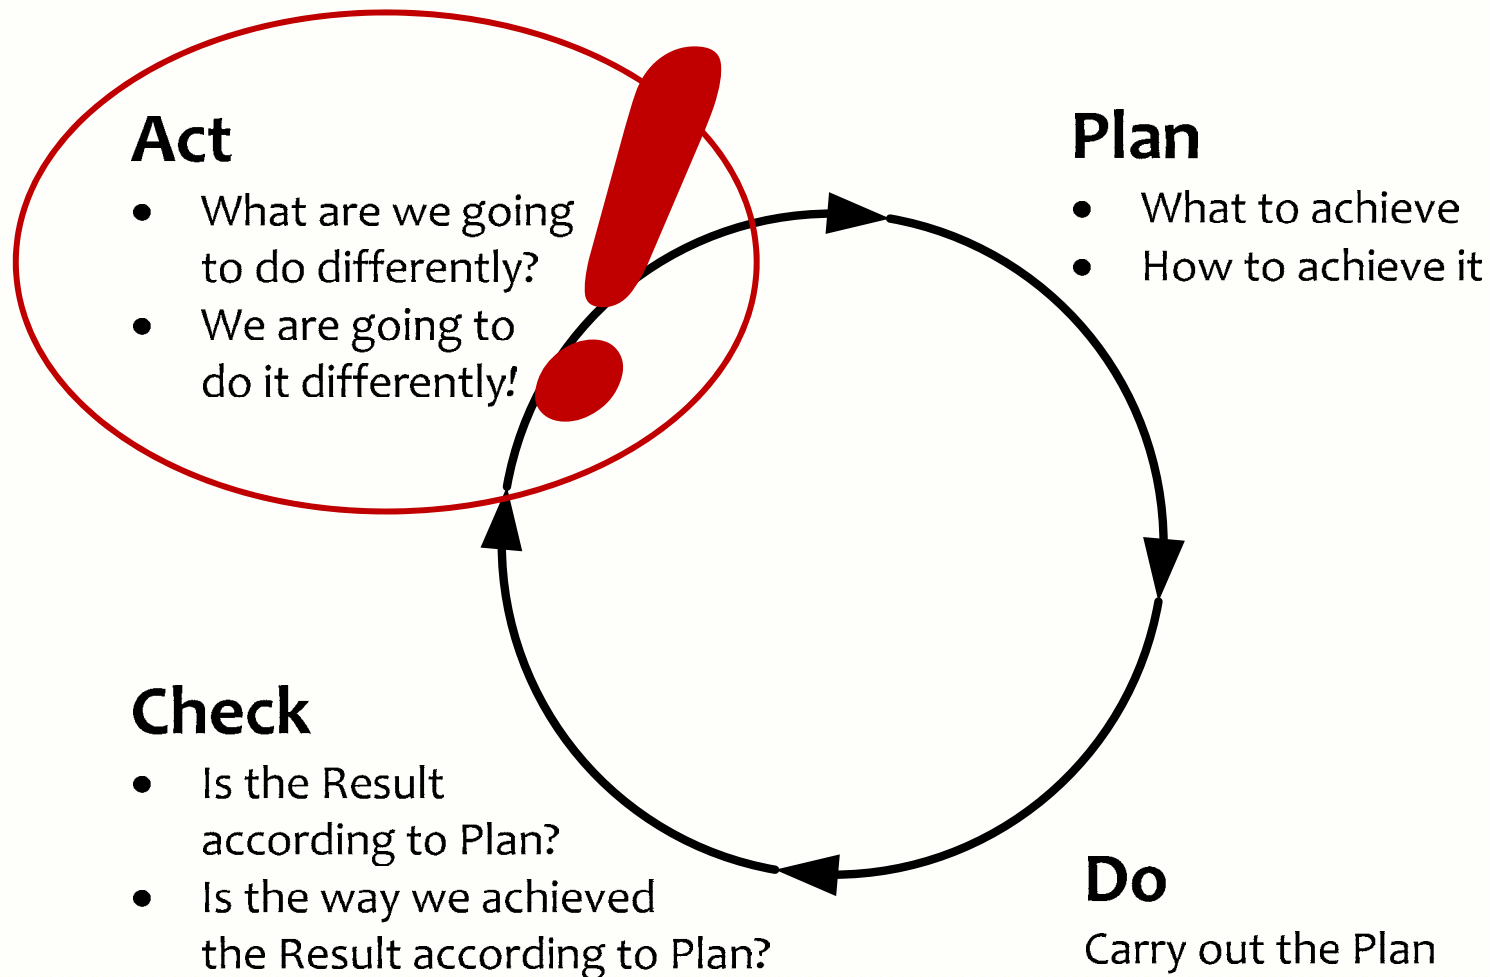 Act
• What are we going
to do differently?
• We are going to
do it differently!
Plan
• What to achieve
• How to achieve it
Check
• Is the Result
according to Plan?
• Is the way we achieved
the Result according to Plan?
Do
Carry out the Plan